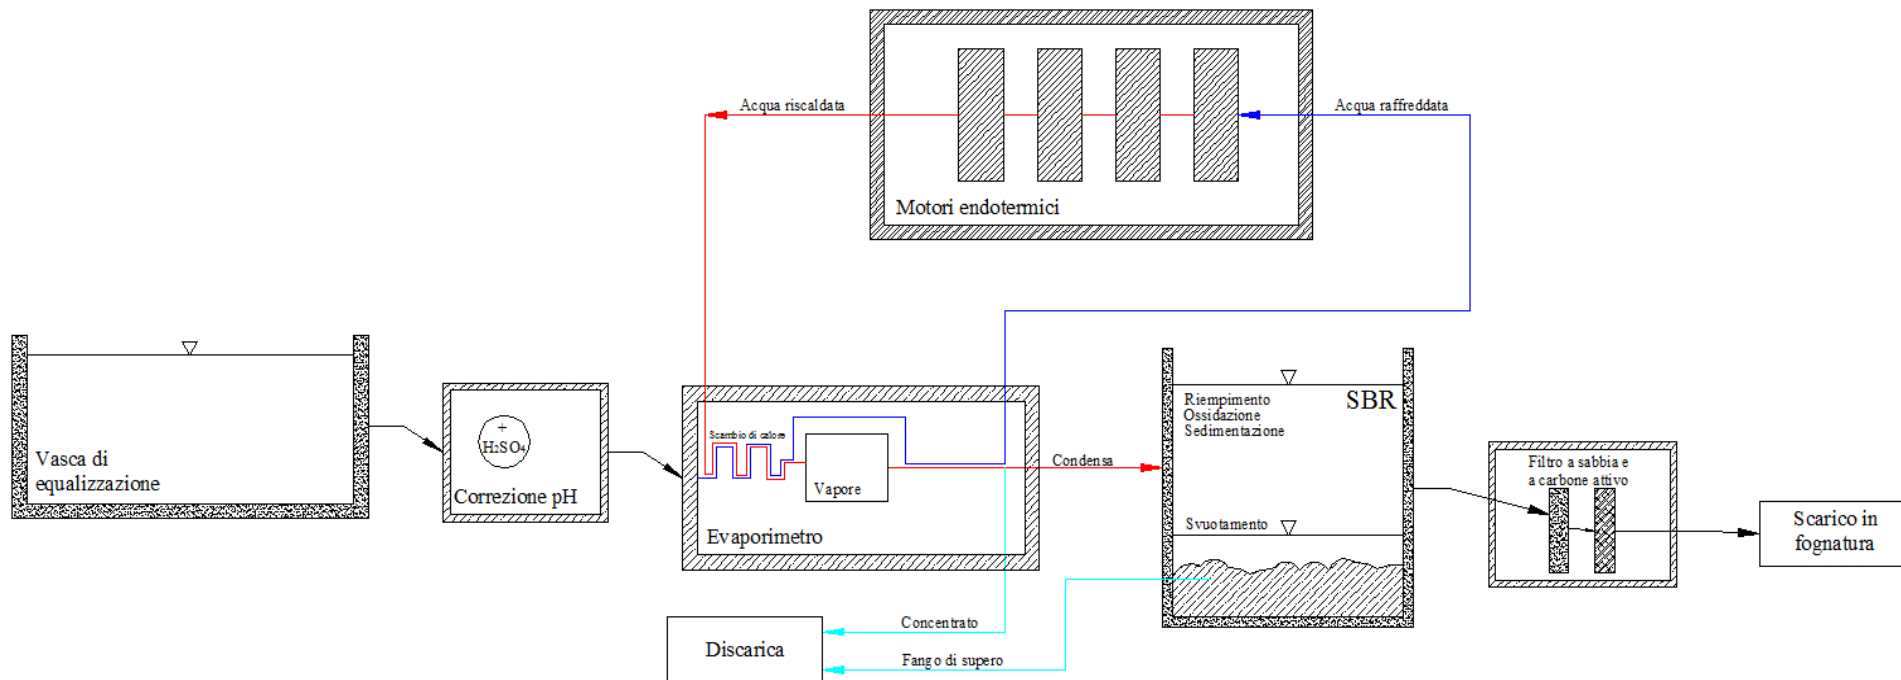 Acqua riscaldata
Acqua raffreddata
Motori endotermici
Vasca di
equalizzazione
+
H₂SO₄
Correzione pH
Scambio di calore
Vapore
Evaporimetro
Condensa
Riempimento
Ossidazione
Sedimentazione
SBR
Svuotamento
Filtro a sabbia e
a carbone attivo
Scarico in
fognatura
Discarica
Concentrato
Fango di supero